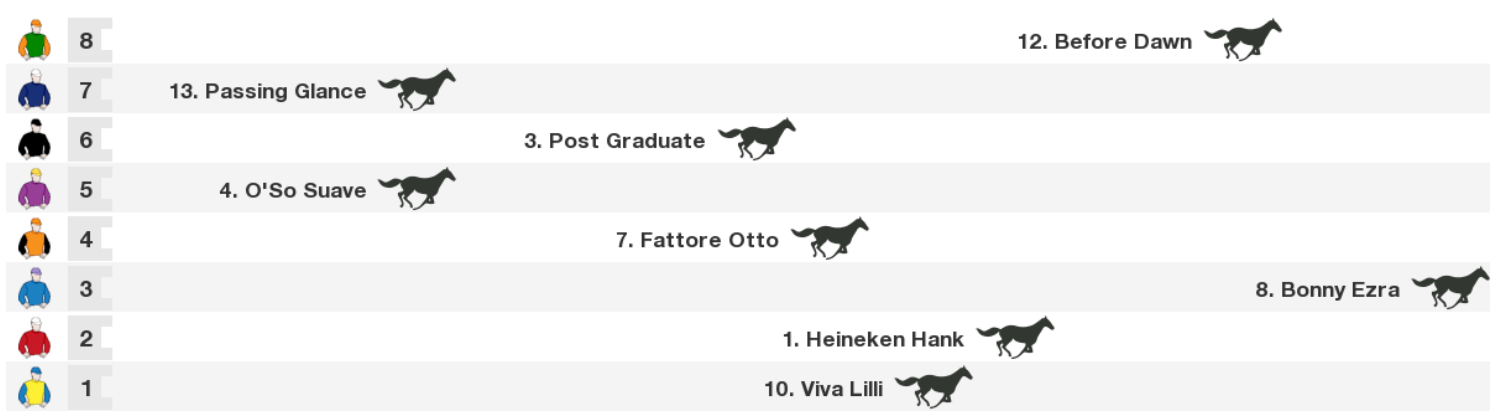 8 12. Before Dawn
7 13. Passing Glance
6 3. Post Graduate
5 4. O'So Suave
4 7. Fattore Otto
3 8. Bonny Ezra
2 1. Heineken Hank
1 10. Viva Lilli